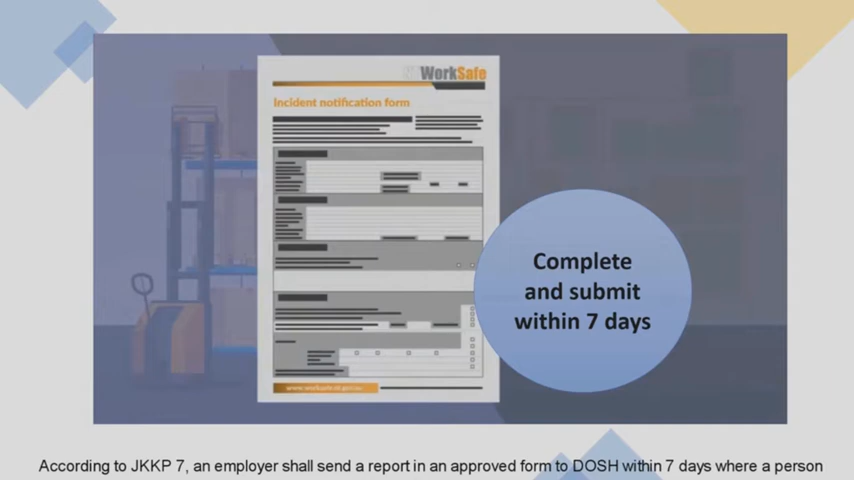 WorkSafe
Incident notification form
Complete
and submit
within 7 days
According to JKKP 7, an employer shall send a report in an approved form to DOSH within 7 days where a person